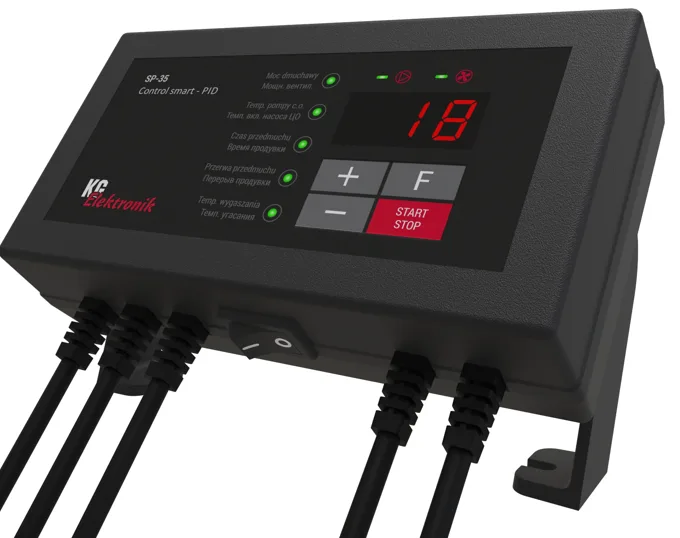 SP-35
Control smart - PID
Moc dmuchawy
Мощн. вентил.
Temp. pompy c.o.
Темп. вкл. насоса ЦО
Czas przedmuchu
Время продувки
Przerwa przedmuchu
Перерыв продувки
Temp. wygaszania
Темп. угасания
18
+
F
−
START
STOP
KG
Elektronik